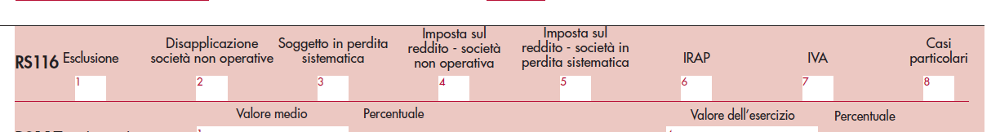 RS116 Esclusione
Disapplicazione
società non operative
Soggetto in perdita
sistematica
Imposta sul
reddito - società
non operativa
Imposta sul
reddito - società in
perdita sistematica
IRAP
IVA
Casi
particolari
1 2 3 4 5 6 7 8
Valore medio Percentuale Valore dell'esercizio Percentuale